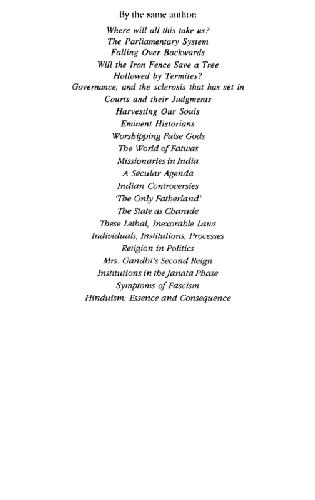 By the same author:
Where will all this take us?
The Parliamentary System
Falling Over Backwards
Will the Iron Fence Save a Tree
Hollowed by Termites?
Governance, and the sclerosis that has set in
Courts and their Judgments
Harvesting Our Souls
Eminent Historians
Worshipping False Gods
The World of Fatwas
Missionaries in India
A Secular Agenda
Indian Controversies
'The Only Fatherland'
The State as Charade
These Lethal, Inexorable Laws
Individuals, Institutions, Processes
Religion in Politics
Mrs. Gandhi's Second Reign
Institutions in the Janata Phase
Symptoms of Fascism
Hinduism: Essence and Consequence